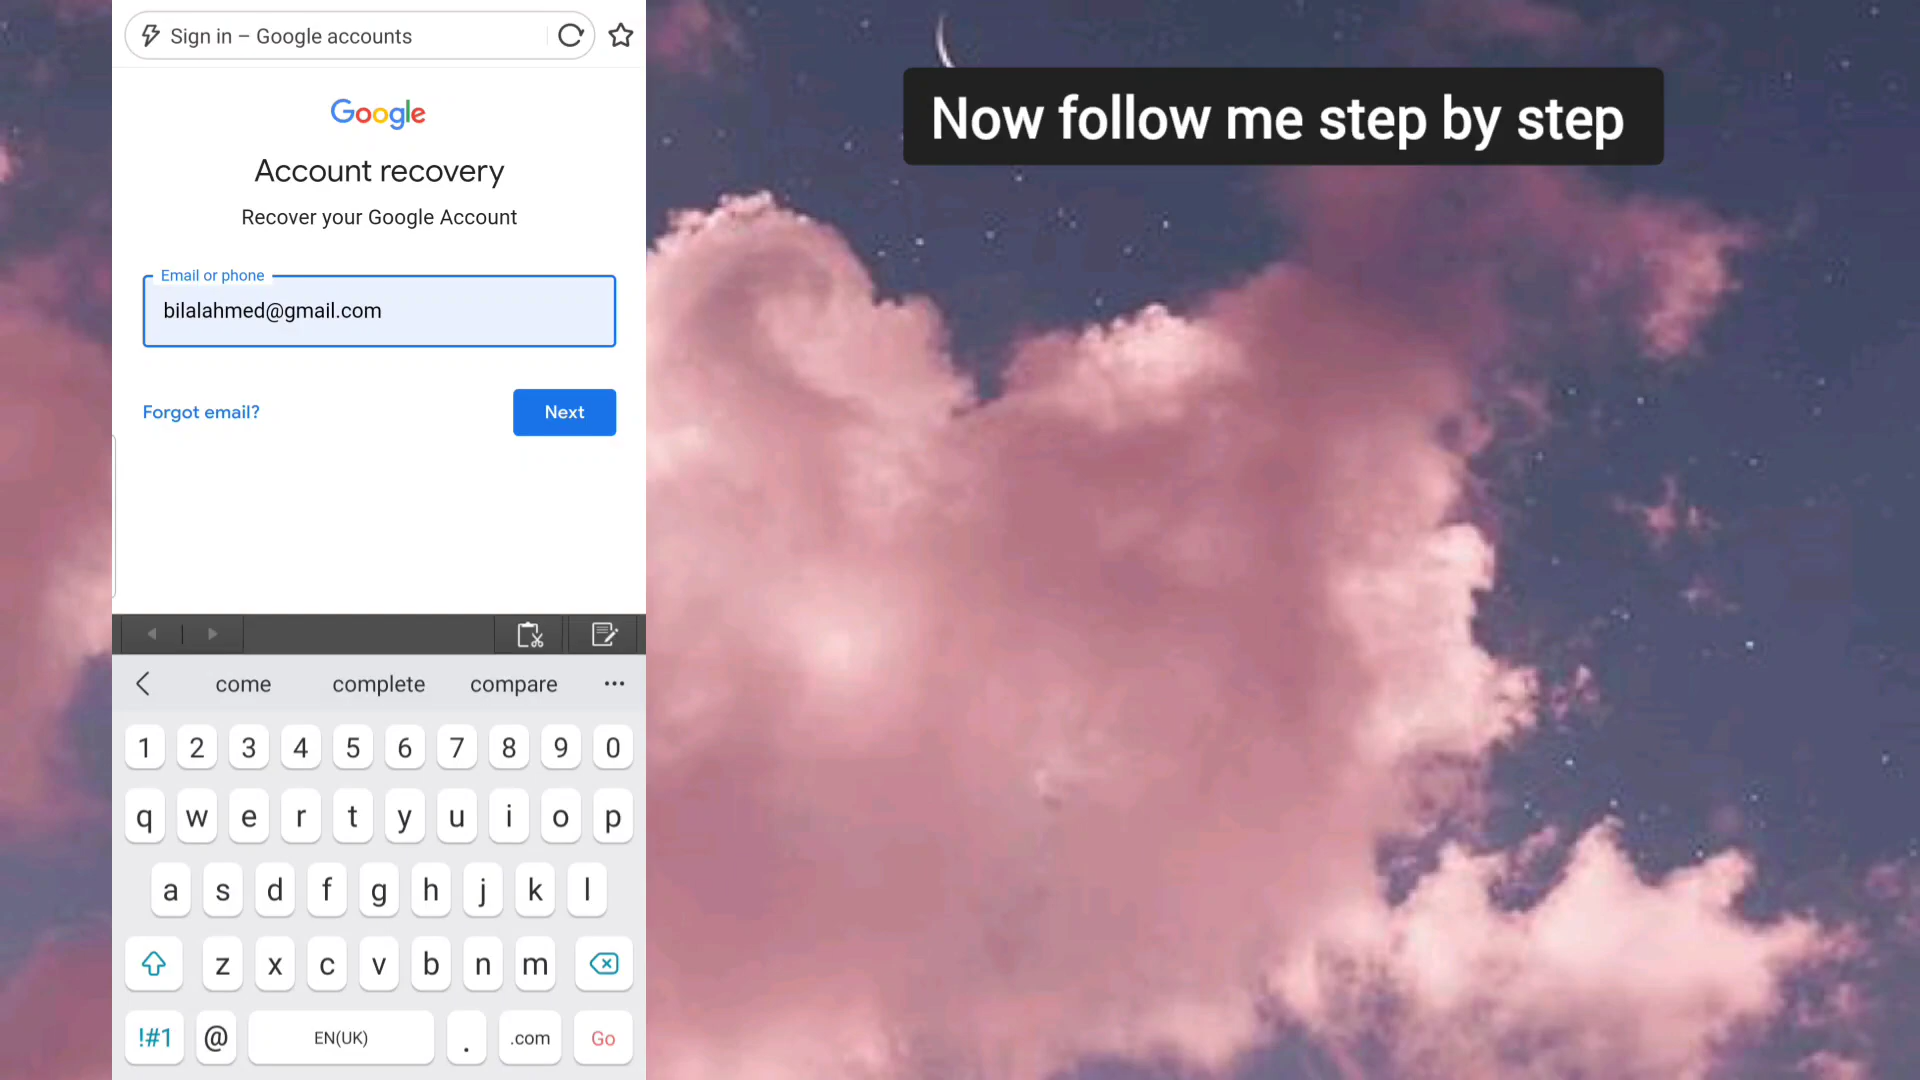 Sign in – Google accounts
Google
Account recovery
Recover your Google Account
Email or phone
bilalahmed@gmail.com
Forgot email?
Next
come complete compare ...
1 2 3 4 5 6 7 8 9 0
q w e r t y u i o p
a s d f g h j k l
z x c v b n m
!#1 @ EN(UK) . .com Go
Now follow me step by step